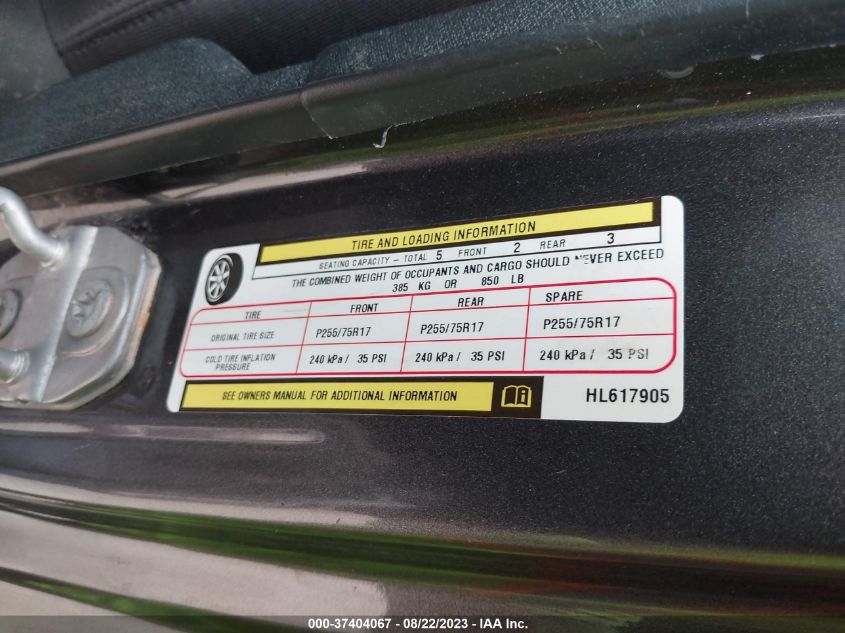 TIRE AND LOADING INFORMATION
SEATING CAPACITY - TOTAL 5 FRONT 2 REAR 3
THE COMBINED WEIGHT OF OCCUPANTS AND CARGO SHOULD NEVER EXCEED
385 KG OR 850 LB
TIRE FRONT REAR SPARE
ORIGINAL TIRE SIZE P255/75R17 P255/75R17 P255/75R17
COLD TIRE INFLATION
PRESSURE 240 kPa / 35 PSI 240 kPa / 35 PSI 240 kPa / 35 PSI
SEE OWNERS MANUAL FOR ADDITIONAL INFORMATION
HL617905
000-37404067 - 08/22/2023 - IAA Inc.